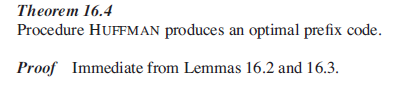 Theorem 16.4
Procedure HUFFMAN produces an optimal prefix code.
Proof Immediate from Lemmas 16.2 and 16.3.